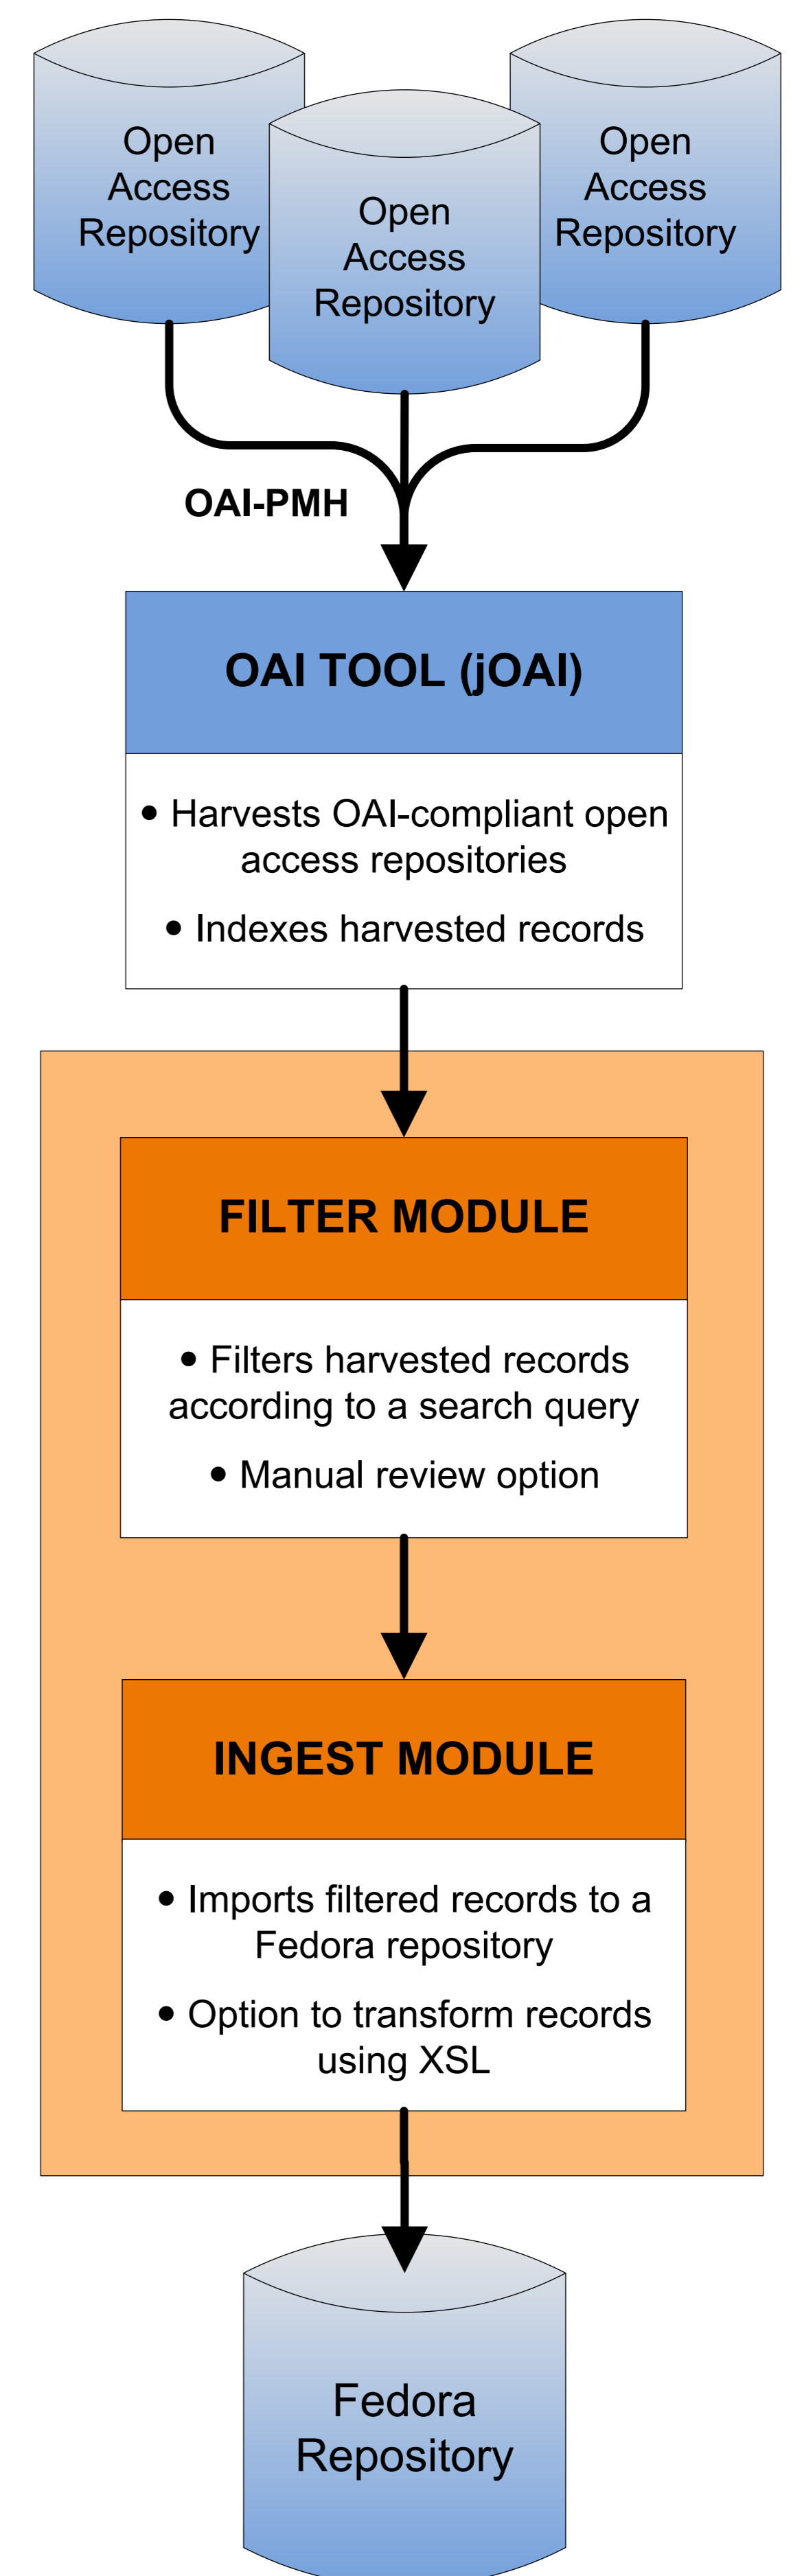 Open
Access
Repository
Open
Access
Repository
Open
Access
Repository
OAI-PMH
OAI TOOL (jOAI)
• Harvests OAI-compliant open
access repositories
• Indexes harvested records
FILTER MODULE
• Filters harvested records
according to a search query
• Manual review option
INGEST MODULE
• Imports filtered records to a
Fedora repository
• Option to transform records
using XSL
Fedora
Repository